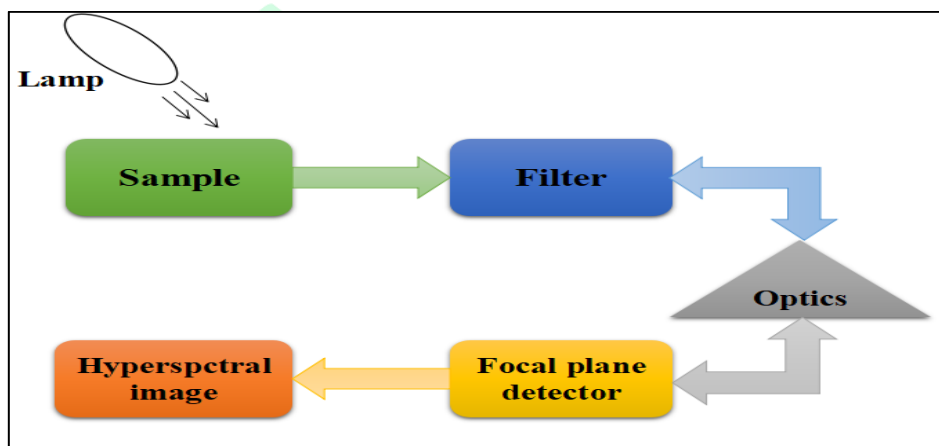 Lamp
Sample
Filter
Optics
Hyperspctral
image
Focal plane
detector